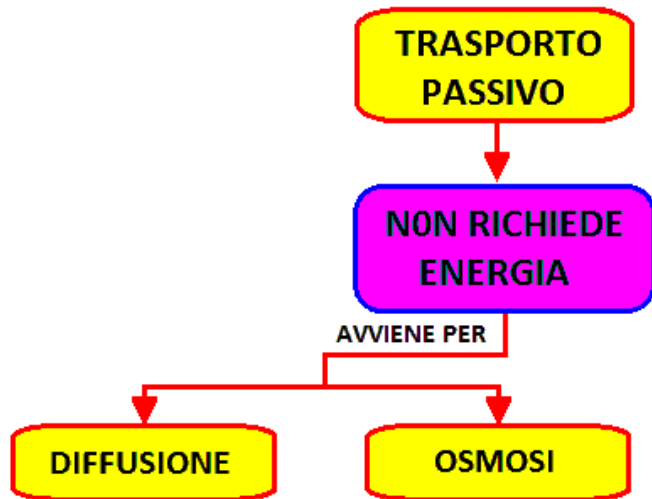 TRASPORTO
PASSIVO
N0N RICHIEDE
ENERGIA
AVVIENE PER
DIFFUSIONE
OSMOSI